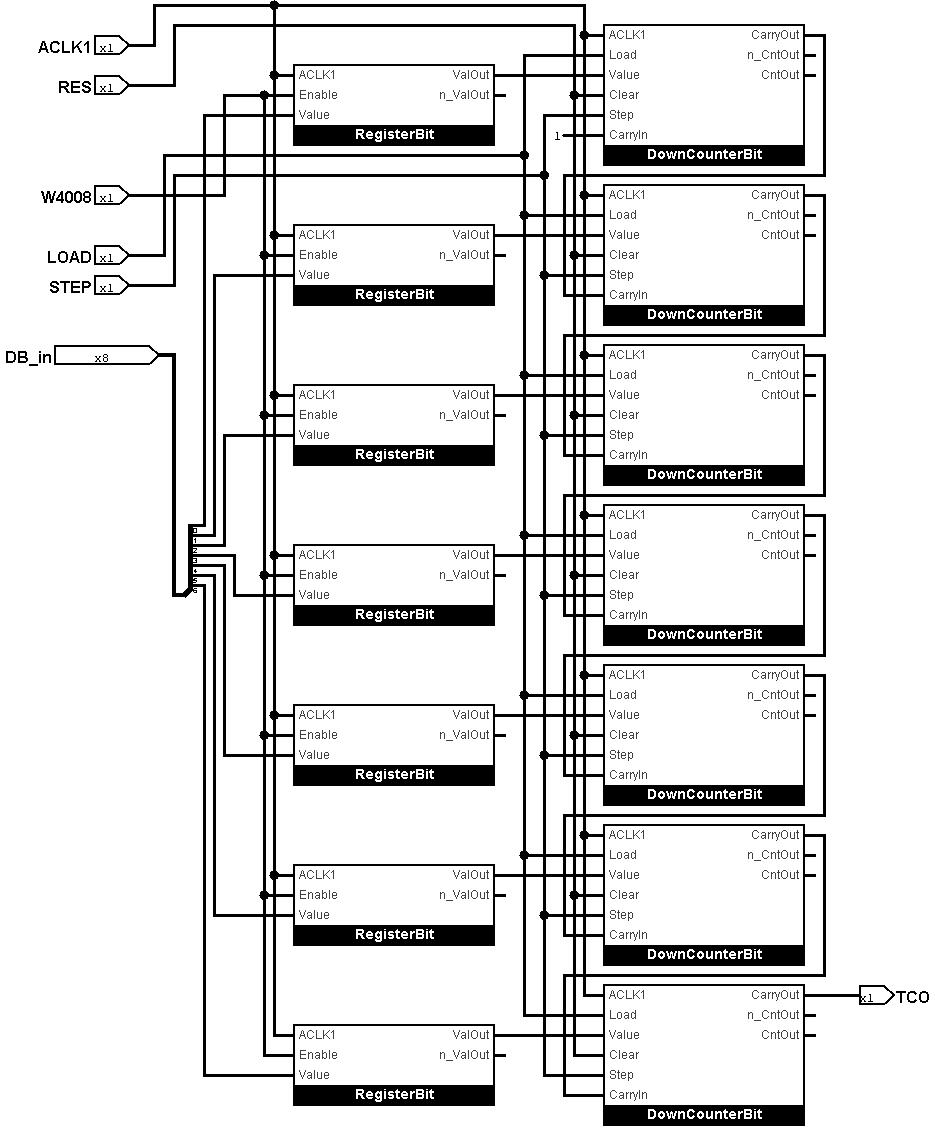 ACLK1 x1
RES x1
W4008 x1
LOAD x1
STEP x1
DB_in x8
ACLK1 ValOut
Enable n_ValOut
Value
RegisterBit
ACLK1 ValOut
Enable n_ValOut
Value
RegisterBit
ACLK1 ValOut
Enable n_ValOut
Value
RegisterBit
ACLK1 ValOut
Enable n_ValOut
Value
RegisterBit
ACLK1 ValOut
Enable n_ValOut
Value
RegisterBit
ACLK1 ValOut
Enable n_ValOut
Value
RegisterBit
ACLK1 ValOut
Enable n_ValOut
Value
RegisterBit
ACLK1 CarryOut
Load n_CntOut
Value CntOut
Clear
Step
1 CarryIn
DownCounterBit
ACLK1 CarryOut
Load n_CntOut
Value CntOut
Clear
Step
CarryIn
DownCounterBit
ACLK1 CarryOut
Load n_CntOut
Value CntOut
Clear
Step
CarryIn
DownCounterBit
ACLK1 CarryOut
Load n_CntOut
Value CntOut
Clear
Step
CarryIn
DownCounterBit
ACLK1 CarryOut
Load n_CntOut
Value CntOut
Clear
Step
CarryIn
DownCounterBit
ACLK1 CarryOut
Load n_CntOut
Value CntOut
Clear
Step
CarryIn
DownCounterBit
ACLK1 CarryOut
Load n_CntOut
Value CntOut
Clear
Step
CarryIn
DownCounterBit
x1 TCO